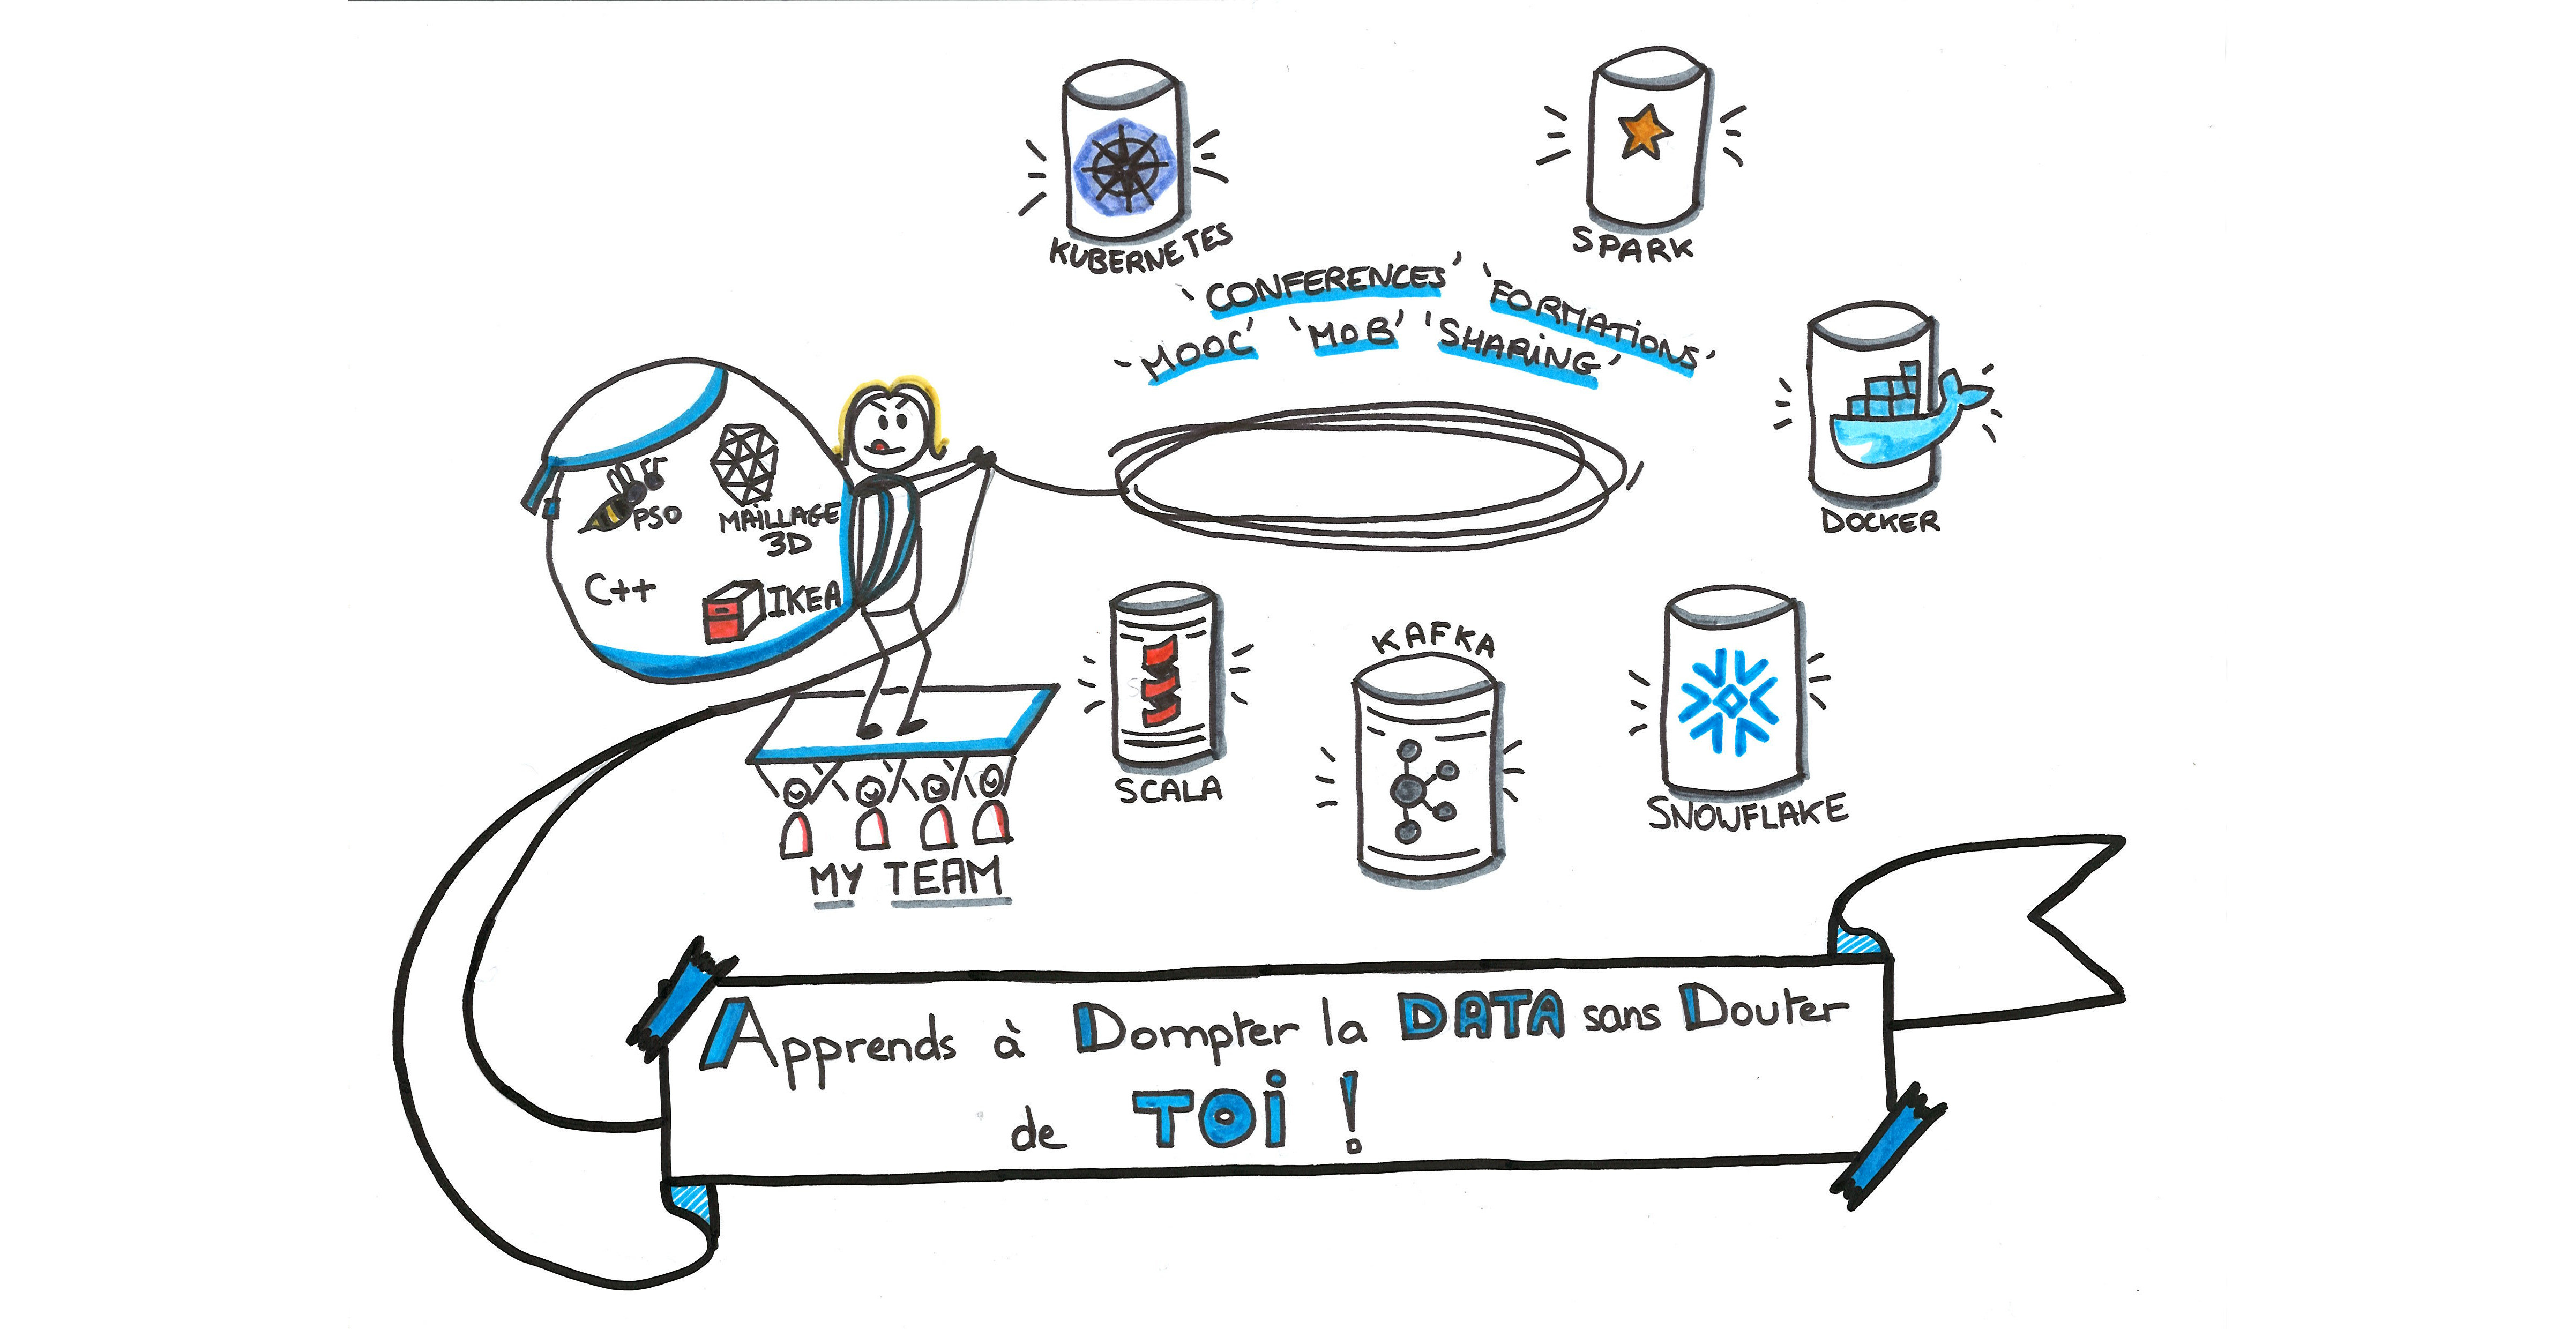 KUBERNETES
SPARK
'CONFERENCES' 'FORMATiONS'
'MOOC' 'MOB' 'SHARiNG'
DOCKER
PSO
MAiLLAGE
3D
C++
IKEA
SCALA
KAFKA
SNOWFLAKE
MY TEAM
Apprends à Dompter la DATA sans Douter
de TOi !